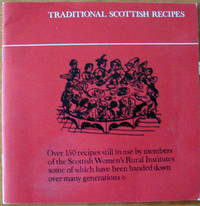 TRADITIONAL SCOTTISH RECIPES
Over 150 recipes still in use by members
of the Scottish Women's Rural Institutes
some of which have been handed down
over many generations